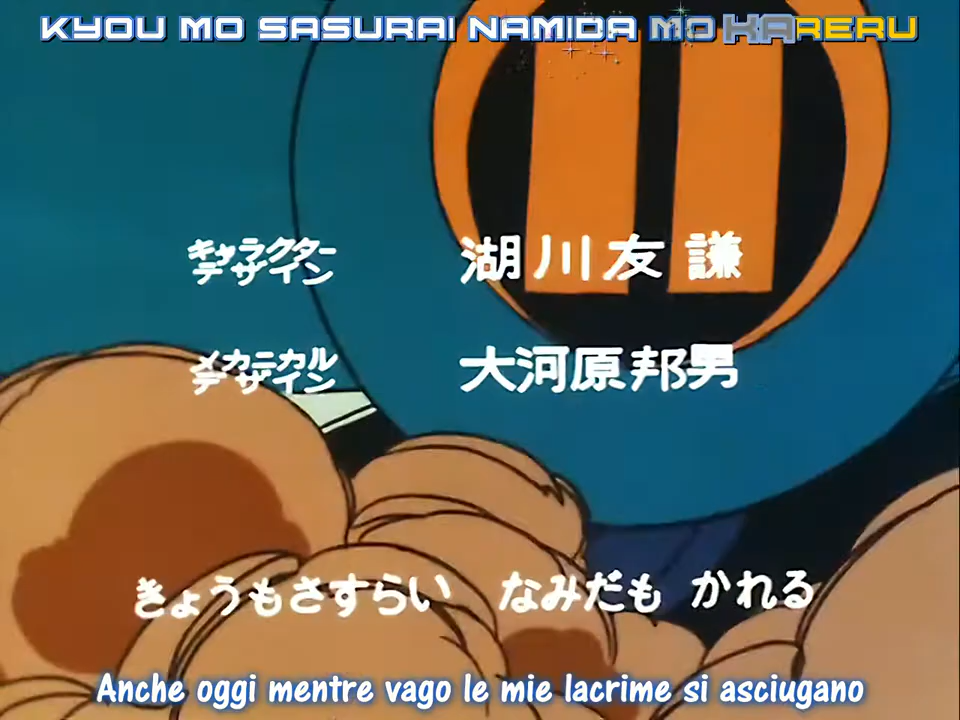 KYOU MO SASURAI NAMIDA MO KARERU
キャラクター
デザイン
湖川友謙
メカニカル
デザイン
大河原邦男
きょうもさすらい なみだも かれる
Anche oggi mentre vago le mie lacrime si asciugano